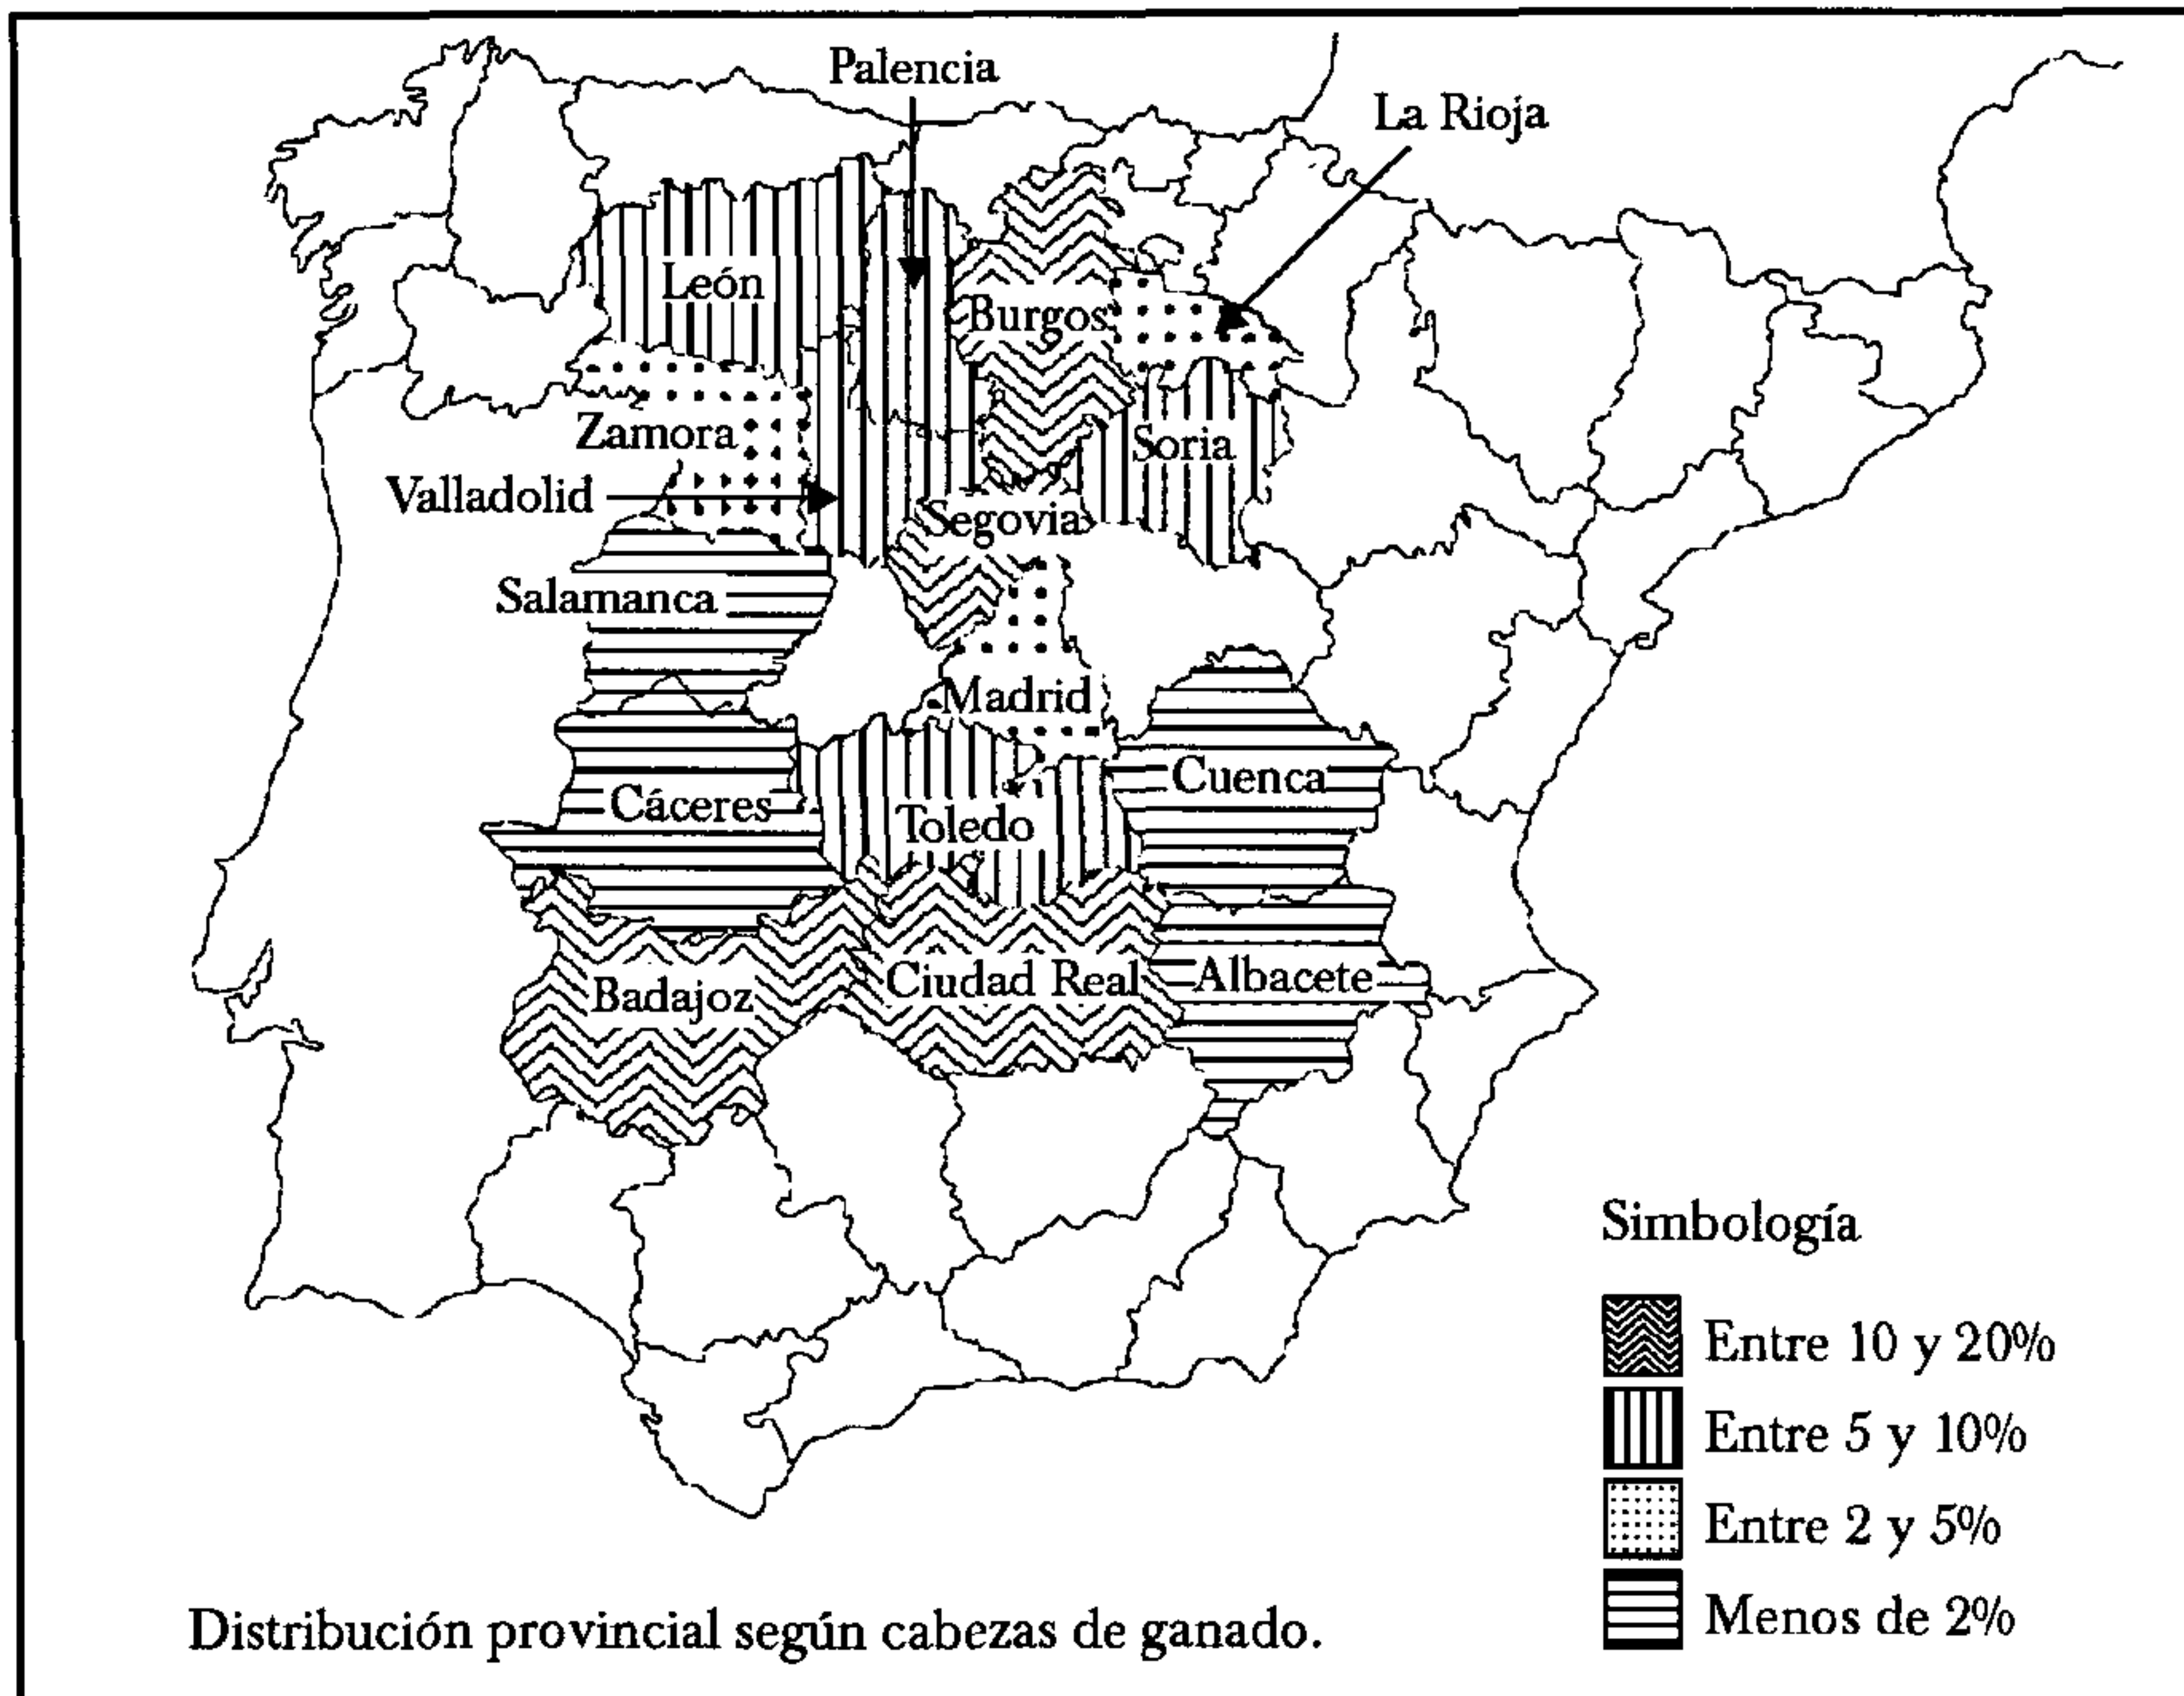 Palencia
La Rioja
León
Burgos
Zamora
Soria
Valladolid
Segovia
Salamanca
Madrid
Cuenca
Cáceres
Toledo
Badajoz
Ciudad Real
Albacete
Simbología
Entre 10 y 20%
Entre 5 y 10%
Entre 2 y 5%
Menos de 2%
Distribución provincial según cabezas de ganado.